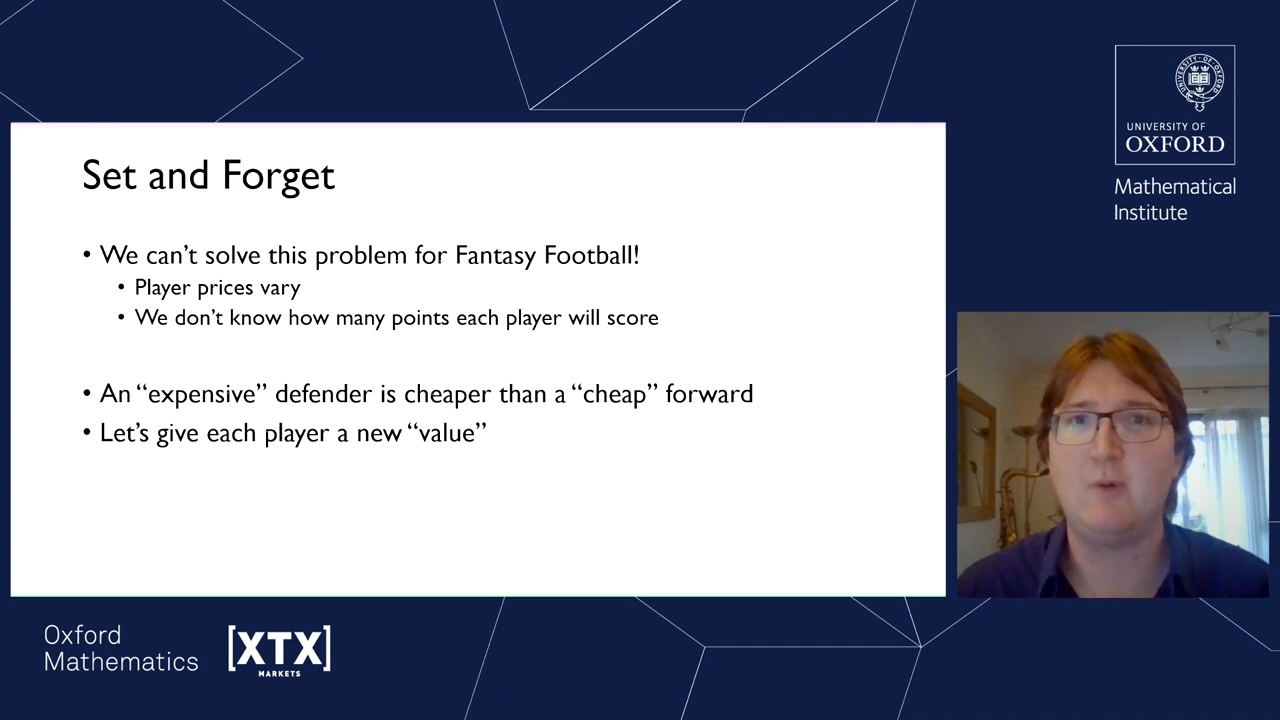 UNIVERSITY OF
OXFORD
Mathematical
Institute
Set and Forget
• We can’t solve this problem for Fantasy Football!
• Player prices vary
• We don’t know how many points each player will score
• An “expensive” defender is cheaper than a “cheap” forward
• Let’s give each player a new “value”
Oxford
Mathematics
[XTX]
MARKETS